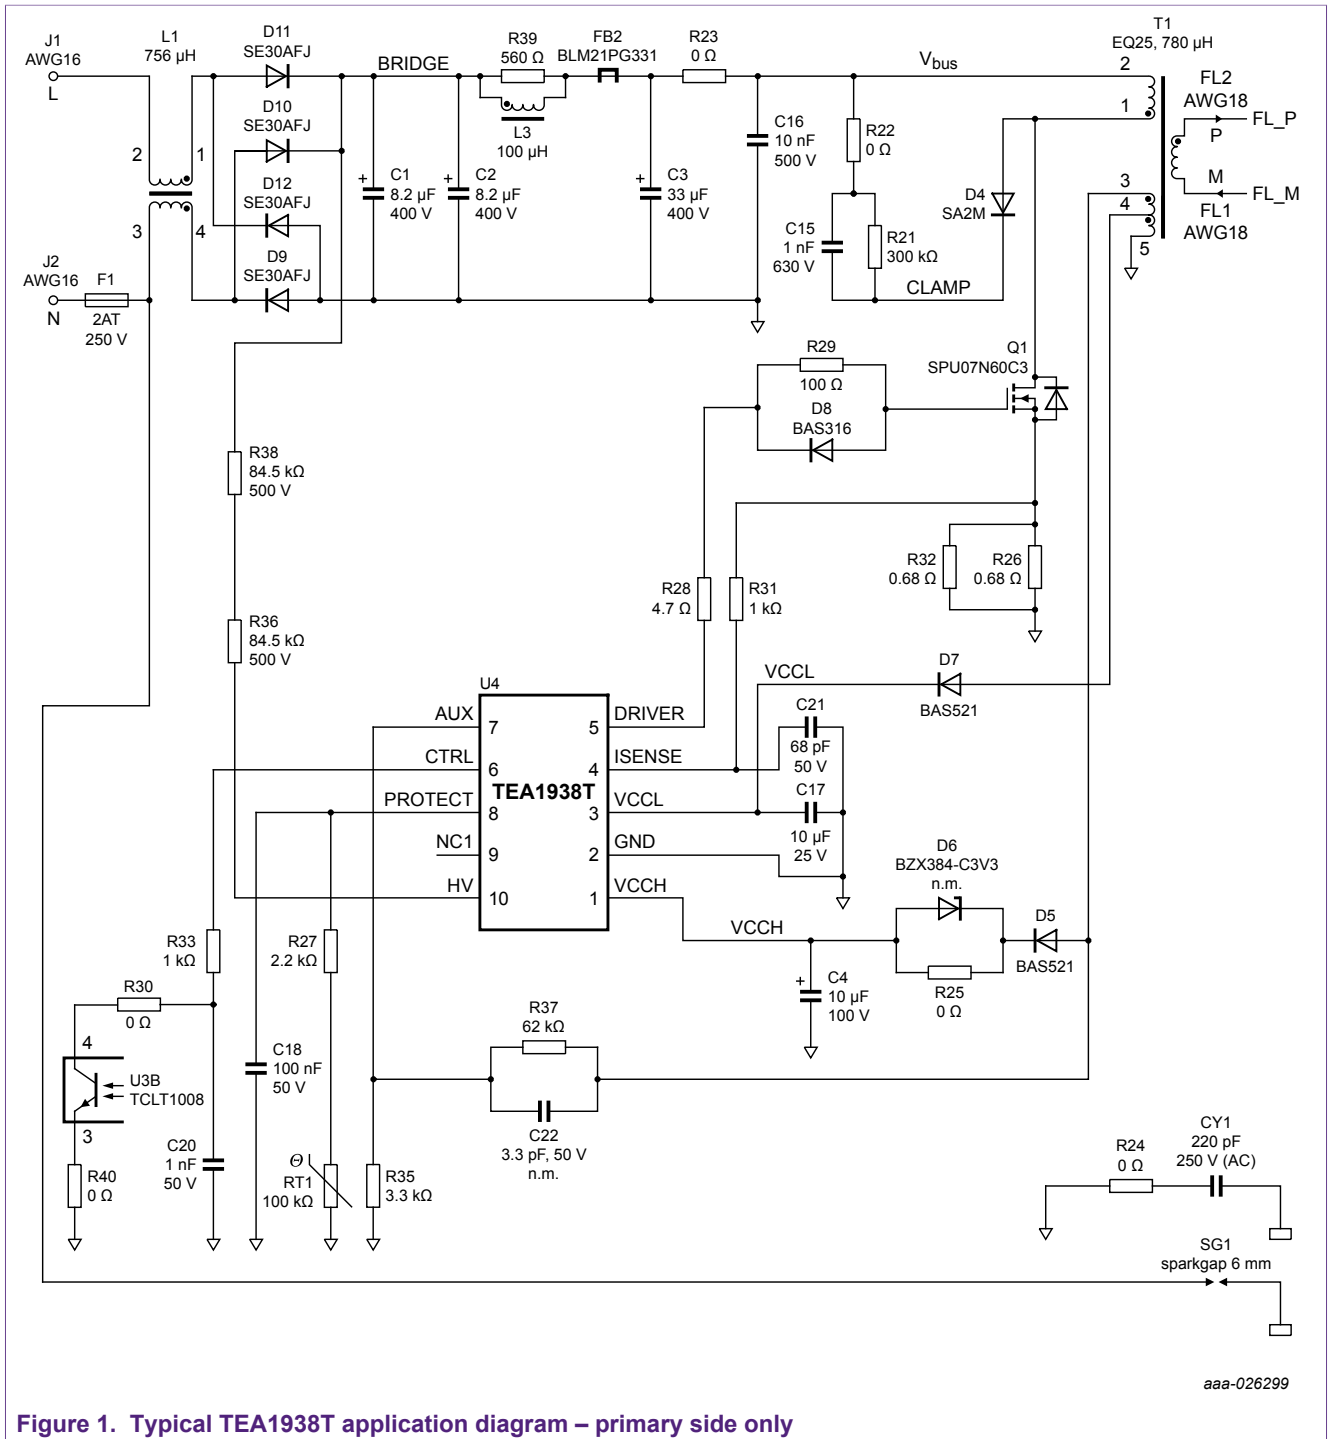 J1
AWG16
L
L1
756 µH
D11
SE30AFJ
D10
SE30AFJ
D12
SE30AFJ
D9
SE30AFJ
2
1
3
4
J2
AWG16
N
F1
2AT
250 V
BRIDGE
C1
8.2 µF
400 V
+
C2
8.2 µF
400 V
+
R39
560 Ω
L3
100 µH
FB2
BLM21PG331
C3
33 µF
400 V
+
R23
0 Ω
C16
10 nF
500 V
Vbus
R22
0 Ω
C15
1 nF
630 V
R21
300 kΩ
CLAMP
D4
SA2M
T1
EQ25, 780 µH
2
1
3
4
5
FL2
AWG18
P
FL_P
M
FL_M
FL1
AWG18
R29
100 Ω
D8
BAS316
Q1
SPU07N60C3
R38
84.5 kΩ
500 V
R36
84.5 kΩ
500 V
R28
4.7 Ω
R31
1 kΩ
R32
0.68 Ω
R26
0.68 Ω
VCCL
D7
BAS521
U4
TEA1938T
AUX
7
CTRL
6
PROTECT
8
NC1
9
HV
10
5
DRIVER
4
ISENSE
3
VCCL
2
GND
1
VCCH
C21
68 pF
50 V
C17
10 µF
25 V
D6
BZX384-C3V3
n.m.
D5
BAS521
VCCH
R25
0 Ω
C4
10 µF
100 V
+
R33
1 kΩ
R27
2.2 kΩ
R30
0 Ω
4
U3B
TCLT1008
3
R40
0 Ω
C20
1 nF
50 V
C18
100 nF
50 V
Θ
RT1
100 kΩ
R35
3.3 kΩ
R37
62 kΩ
C22
3.3 pF, 50 V
n.m.
R24
0 Ω
CY1
220 pF
250 V (AC)
SG1
sparkgap 6 mm
aaa-026299
Figure 1. Typical TEA1938T application diagram – primary side only